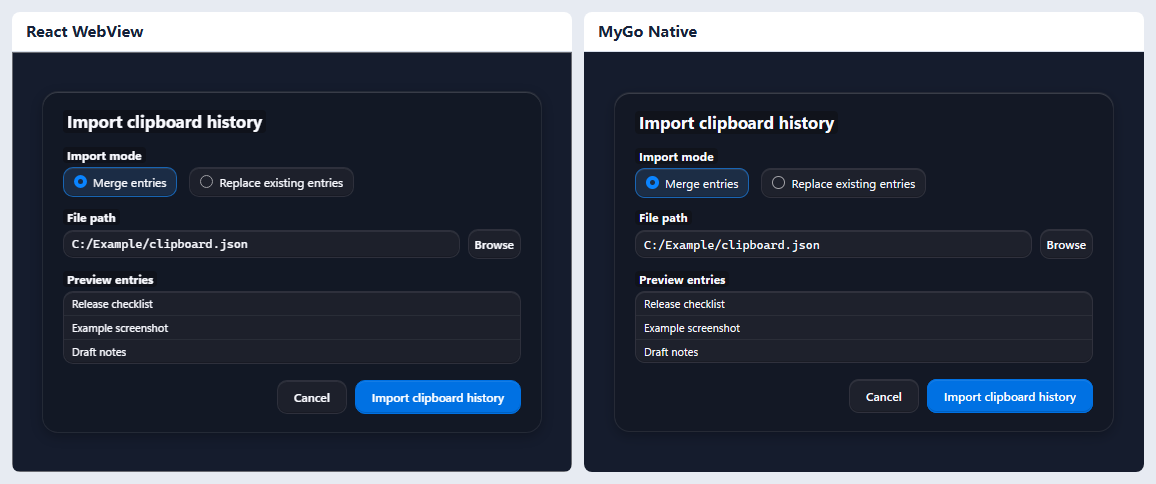 React WebView
Import clipboard history
Import mode
Merge entries Replace existing entries
File path
C:/Example/clipboard.json Browse
Preview entries
Release checklist
Example screenshot
Draft notes
Cancel Import clipboard history
MyGo Native
Import clipboard history
Import mode
Merge entries Replace existing entries
File path
C:/Example/clipboard.json Browse
Preview entries
Release checklist
Example screenshot
Draft notes
Cancel Import clipboard history